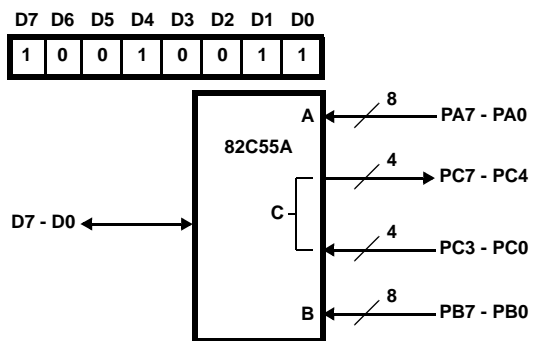 D7 D6 D5 D4 D3 D2 D1 D0
1 0 0 1 0 0 1 1
A 8 PA7 - PA0
82C55A
4 PC7 - PC4
C
D7 - D0
4 PC3 - PC0
B 8 PB7 - PB0